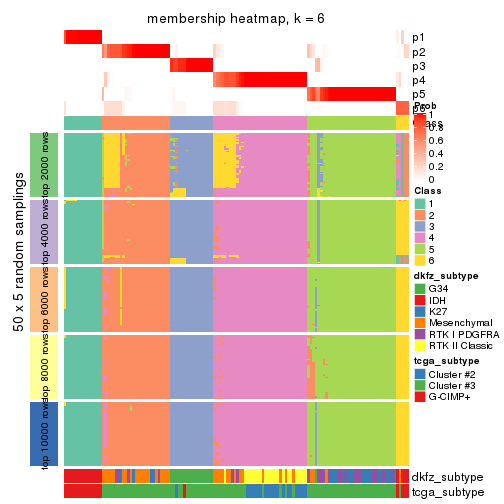 membership heatmap, k = 6
p1
p2
p3
p4
p5
Prob
1
0.8
0.6
0.4
0.2
0
Class
1
2
3
4
5
6
dkfz_subtype
G34
IDH
K27
Mesenchymal
RTK I PDGFRA
RTK II Classic
tcga_subtype
Cluster #2
Cluster #3
G-CIMP+
50 x 5 random samplings
top 2000 rows
top 4000 rows
top 6000 rows
top 8000 rows
top 10000 rows
dkfz_subtype
tcga_subtype